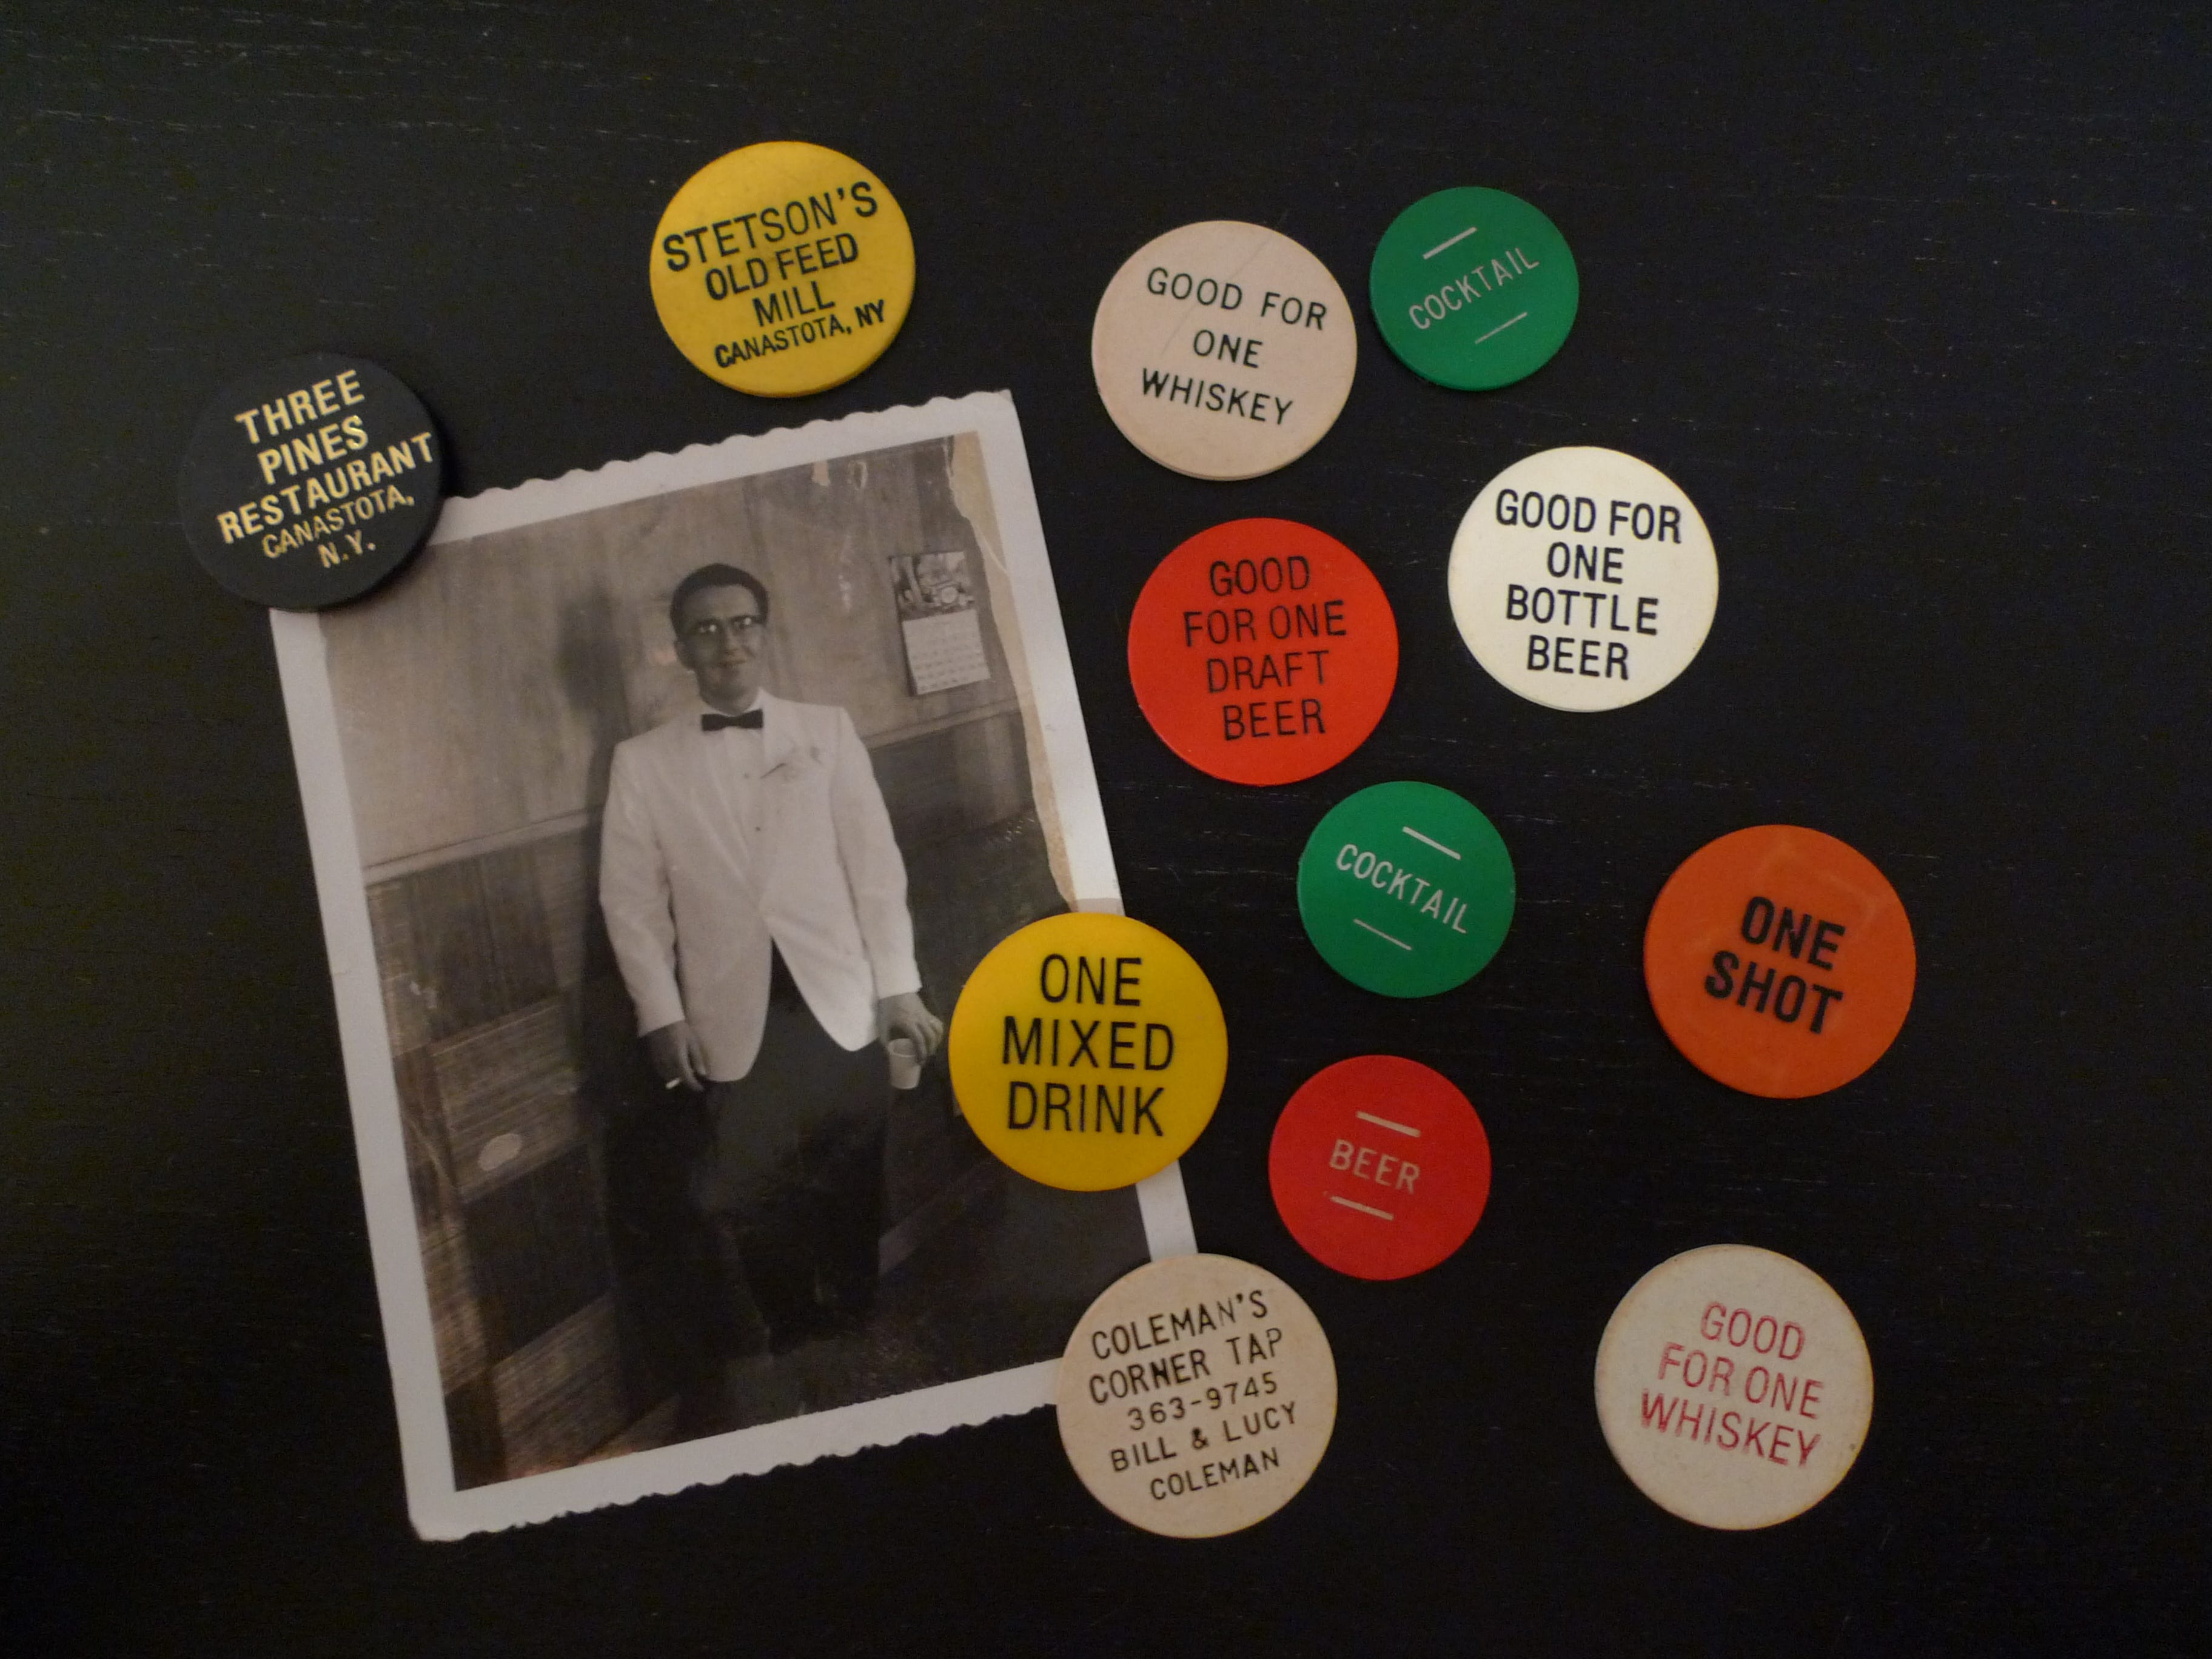 STETSON'S
OLD FEED
MILL
CANASTOTA, NY
THREE
PINES
RESTAURANT
CANASTOTA,
N.Y.
GOOD FOR
ONE
WHISKEY
COCKTAIL
GOOD FOR
ONE
BOTTLE
BEER
GOOD
FOR ONE
DRAFT
BEER
COCKTAIL
ONE
SHOT
ONE
MIXED
DRINK
BEER
COLEMAN'S
CORNER TAP
363-9745
BILL & LUCY
COLEMAN
GOOD
FOR ONE
WHISKEY